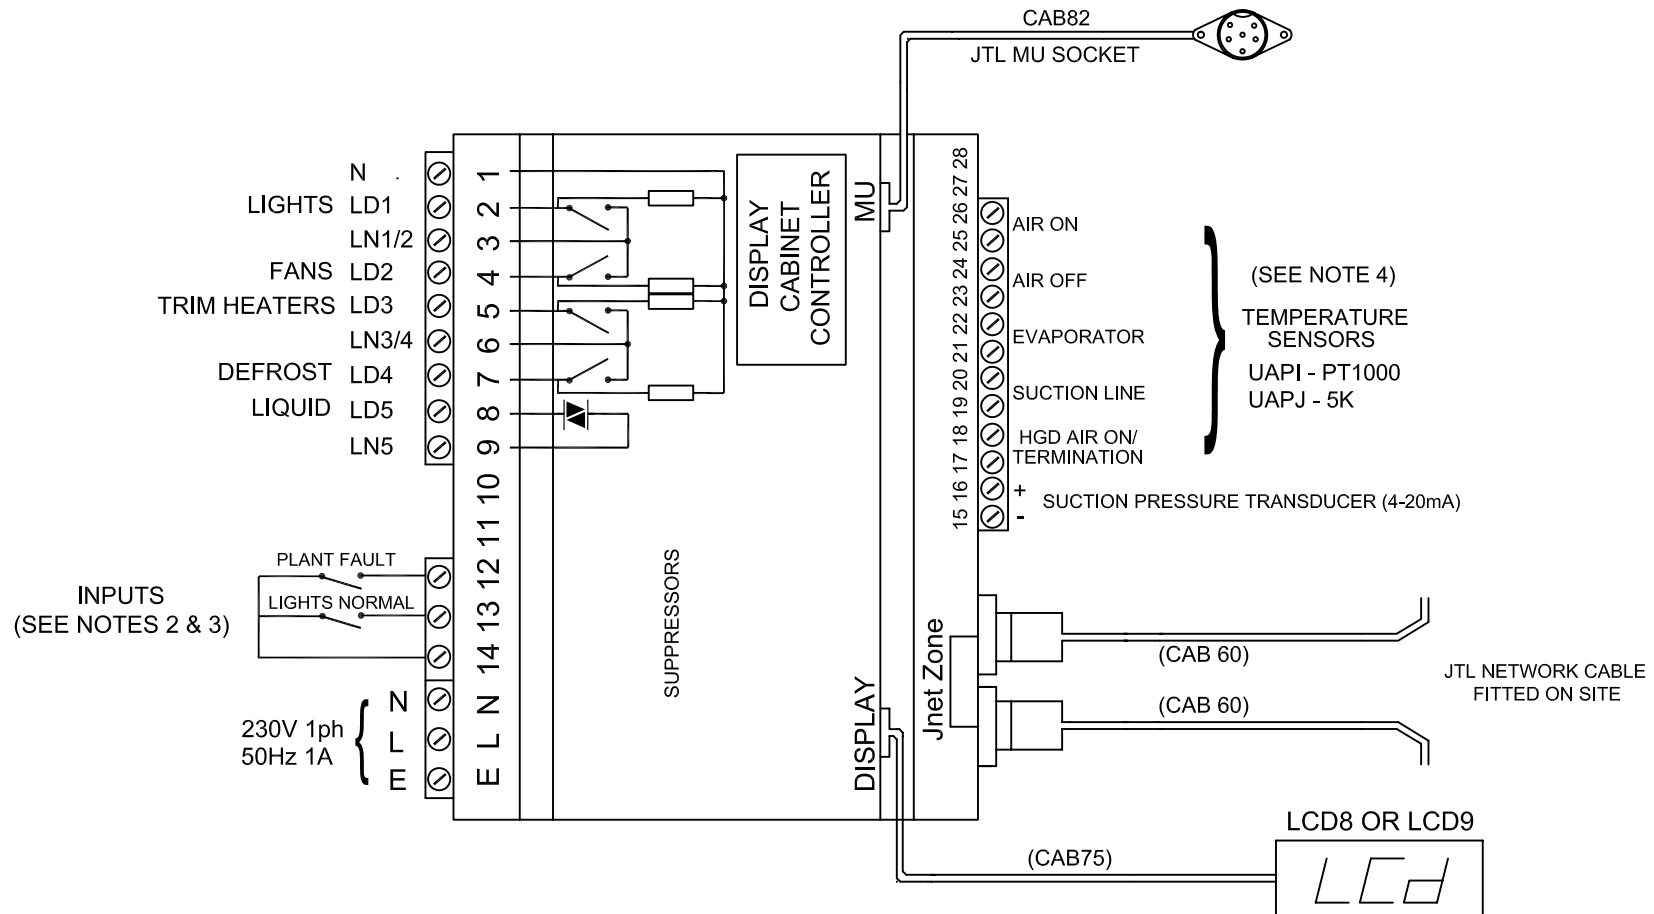 CAB82
JTL MU SOCKET
N .
LIGHTS LD1
LN1/2
FANS LD2
TRIM HEATERS LD3
LN3/4
DEFROST LD4
LIQUID LD5
LN5
1
2
3
4
5
6
7
8
9
10
11
12
13
14
N
L
E
DISPLAY
CABINET
CONTROLLER
MU
SUPPRESSORS
DISPLAY
Jnet Zone
28
27
26
25
24
23
22
21
20
19
18
17
16
15
AIR ON
AIR OFF
EVAPORATOR
SUCTION LINE
HGD AIR ON/
TERMINATION
+
SUCTION PRESSURE TRANSDUCER (4-20mA)
-
(SEE NOTE 4)
TEMPERATURE
SENSORS
UAPI - PT1000
UAPJ - 5K
PLANT FAULT
LIGHTS NORMAL
INPUTS
(SEE NOTES 2 & 3)
230V 1ph
50Hz 1A
N
L
E
(CAB 60)
(CAB 60)
JTL NETWORK CABLE
FITTED ON SITE
(CAB75)
LCD8 OR LCD9
LCd